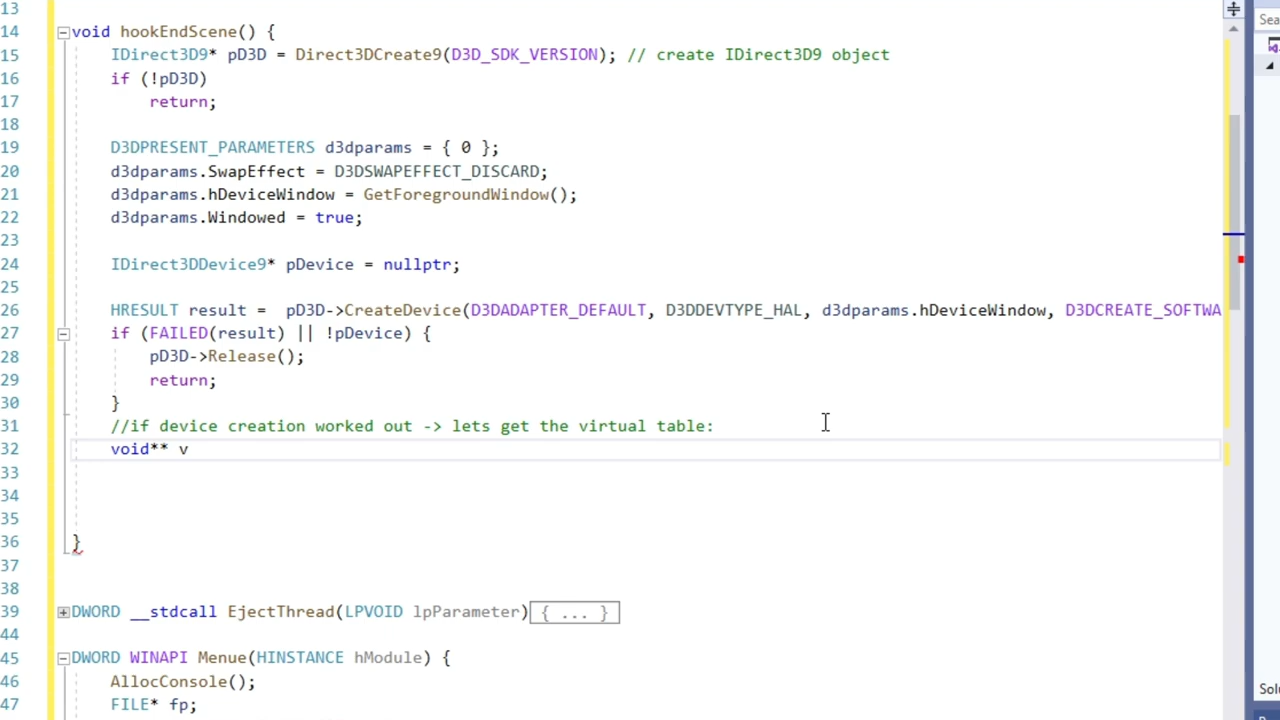 13
14 void hookEndScene() {
15 IDirect3D9* pD3D = Direct3DCreate9(D3D_SDK_VERSION); // create IDirect3D9 object
16 if (!pD3D)
17 return;
18
19 D3DPRESENT_PARAMETERS d3dparams = { 0 };
20 d3dparams.SwapEffect = D3DSWAPEFFECT_DISCARD;
21 d3dparams.hDeviceWindow = GetForegroundWindow();
22 d3dparams.Windowed = true;
23
24 IDirect3DDevice9* pDevice = nullptr;
25
26 HRESULT result =  pD3D->CreateDevice(D3DADAPTER_DEFAULT, D3DDEVTYPE_HAL, d3dparams.hDeviceWindow, D3DCREATE_SOFTWA
27 if (FAILED(result) || !pDevice) {
28 pD3D->Release();
29 return;
30 }
31 //if device creation worked out -> lets get the virtual table:
32 void** v
33
34
35
36 }
37
38
39 DWORD __stdcall EjectThread(LPVOID lpParameter) { ... }
44
45 DWORD WINAPI Menue(HINSTANCE hModule) {
46 AllocConsole();
47 FILE* fp;
Sea
Solu